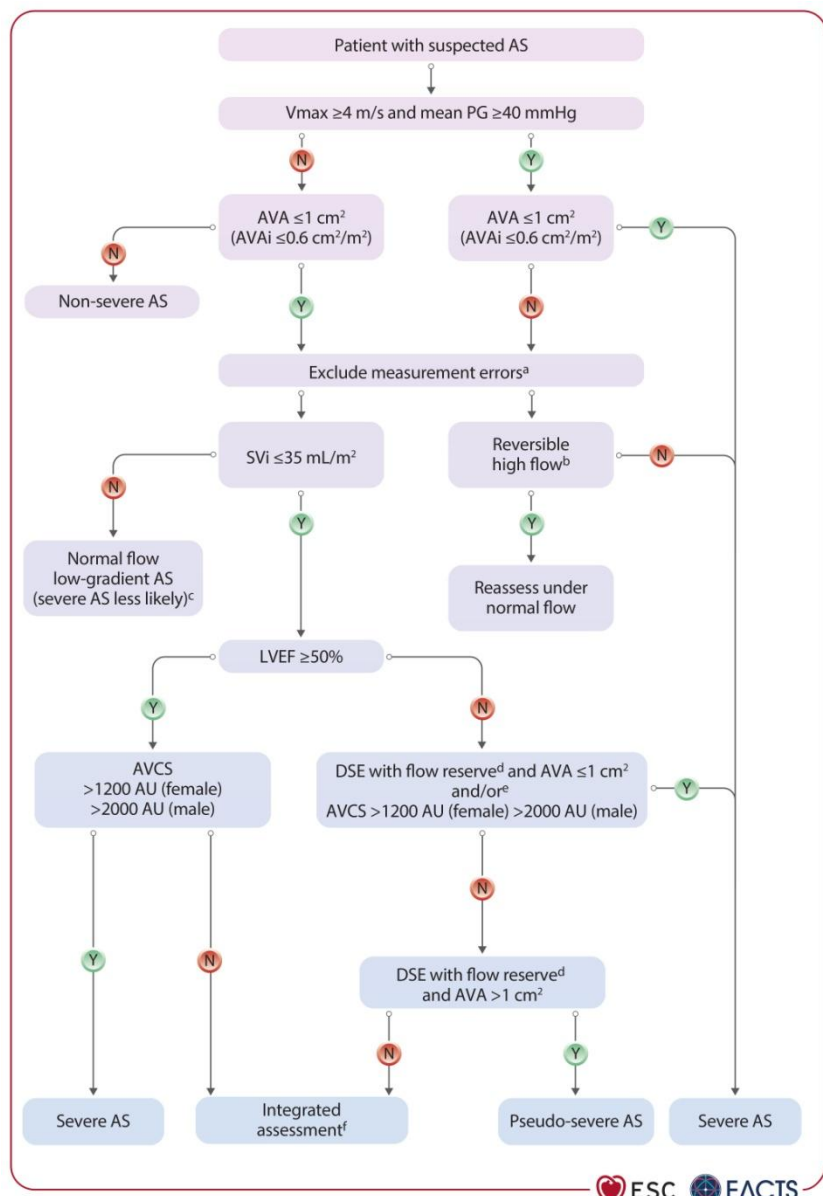 Patient with suspected AS
Vmax ≥4 m/s and mean PG ≥40 mmHg
N
Y
AVA ≤1 cm²
(AVAi ≤0.6 cm²/m²)
AVA ≤1 cm²
(AVAi ≤0.6 cm²/m²)
Y
N
Non-severe AS
Y
N
Exclude measurement errorsᵃ
SVi ≤35 mL/m²
Reversible
high flowᵇ
N
N
Y
Y
Normal flow
low-gradient AS
(severe AS less likely)ᶜ
Reassess under
normal flow
LVEF ≥50%
Y
N
AVCS
>1200 AU (female)
>2000 AU (male)
DSE with flow reserveᵈ and AVA ≤1 cm²
and/orᵉ
AVCS >1200 AU (female) >2000 AU (male)
Y
N
Y
N
DSE with flow reserveᵈ
and AVA >1 cm²
N
Y
Severe AS
Integrated
assessmentᶠ
Pseudo-severe AS
Severe AS
ESC
EACTS